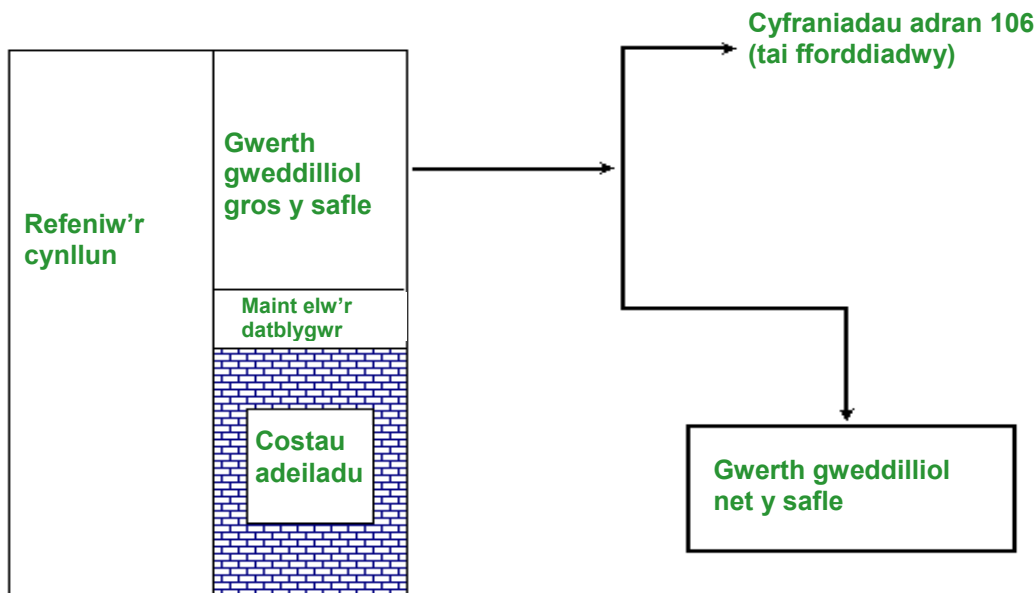 Cyfraniadau adran 106
(tai fforddiadwy)
Gwerth
gweddilliol
gros y safle
Refeniw'r
cynllun
Maint elw'r
datblygwr
Costau
adeiladu
Gwerth gweddilliol
net y safle